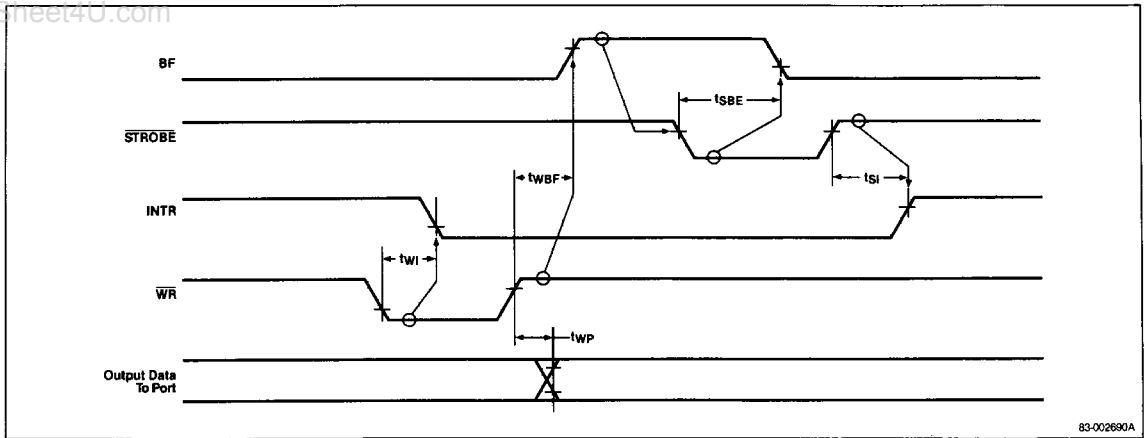 Sheet4U.com
BF
tSBE
STROBE
tWBF
tSI
INTR
tWI
WR
tWP
Output Data
To Port
83-002690A